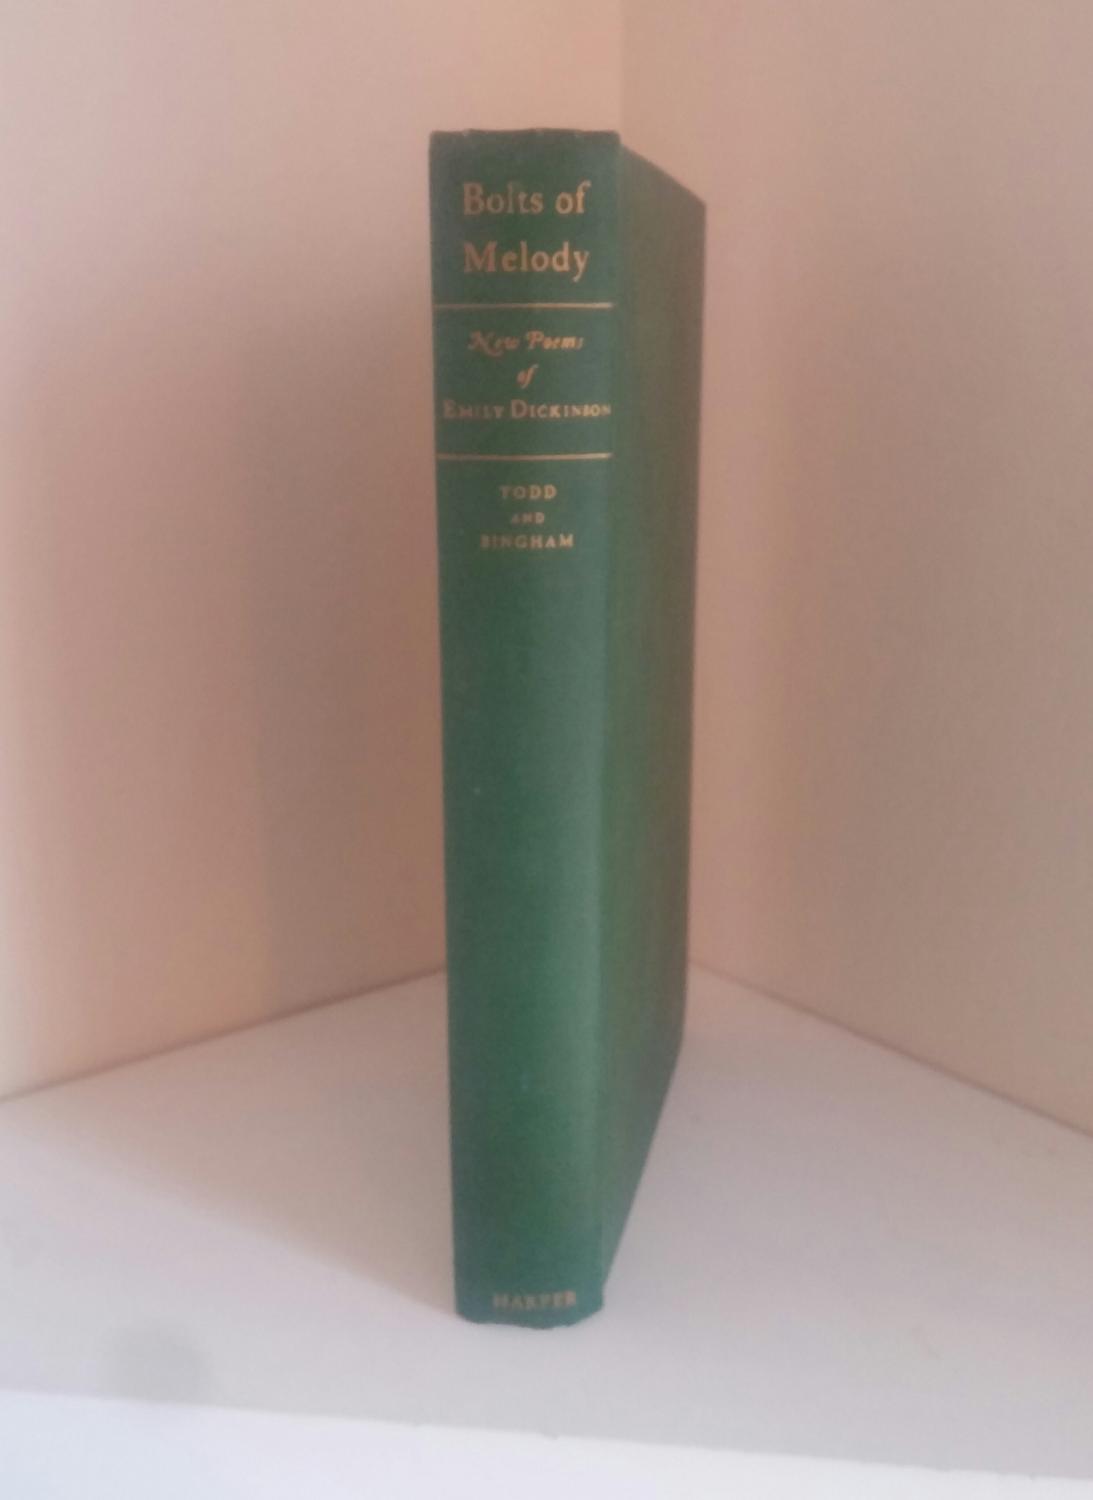 Bolts of
Melody
New Poems
of
EMILY DICKINSON
TODD
AND
BINGHAM
HARPER